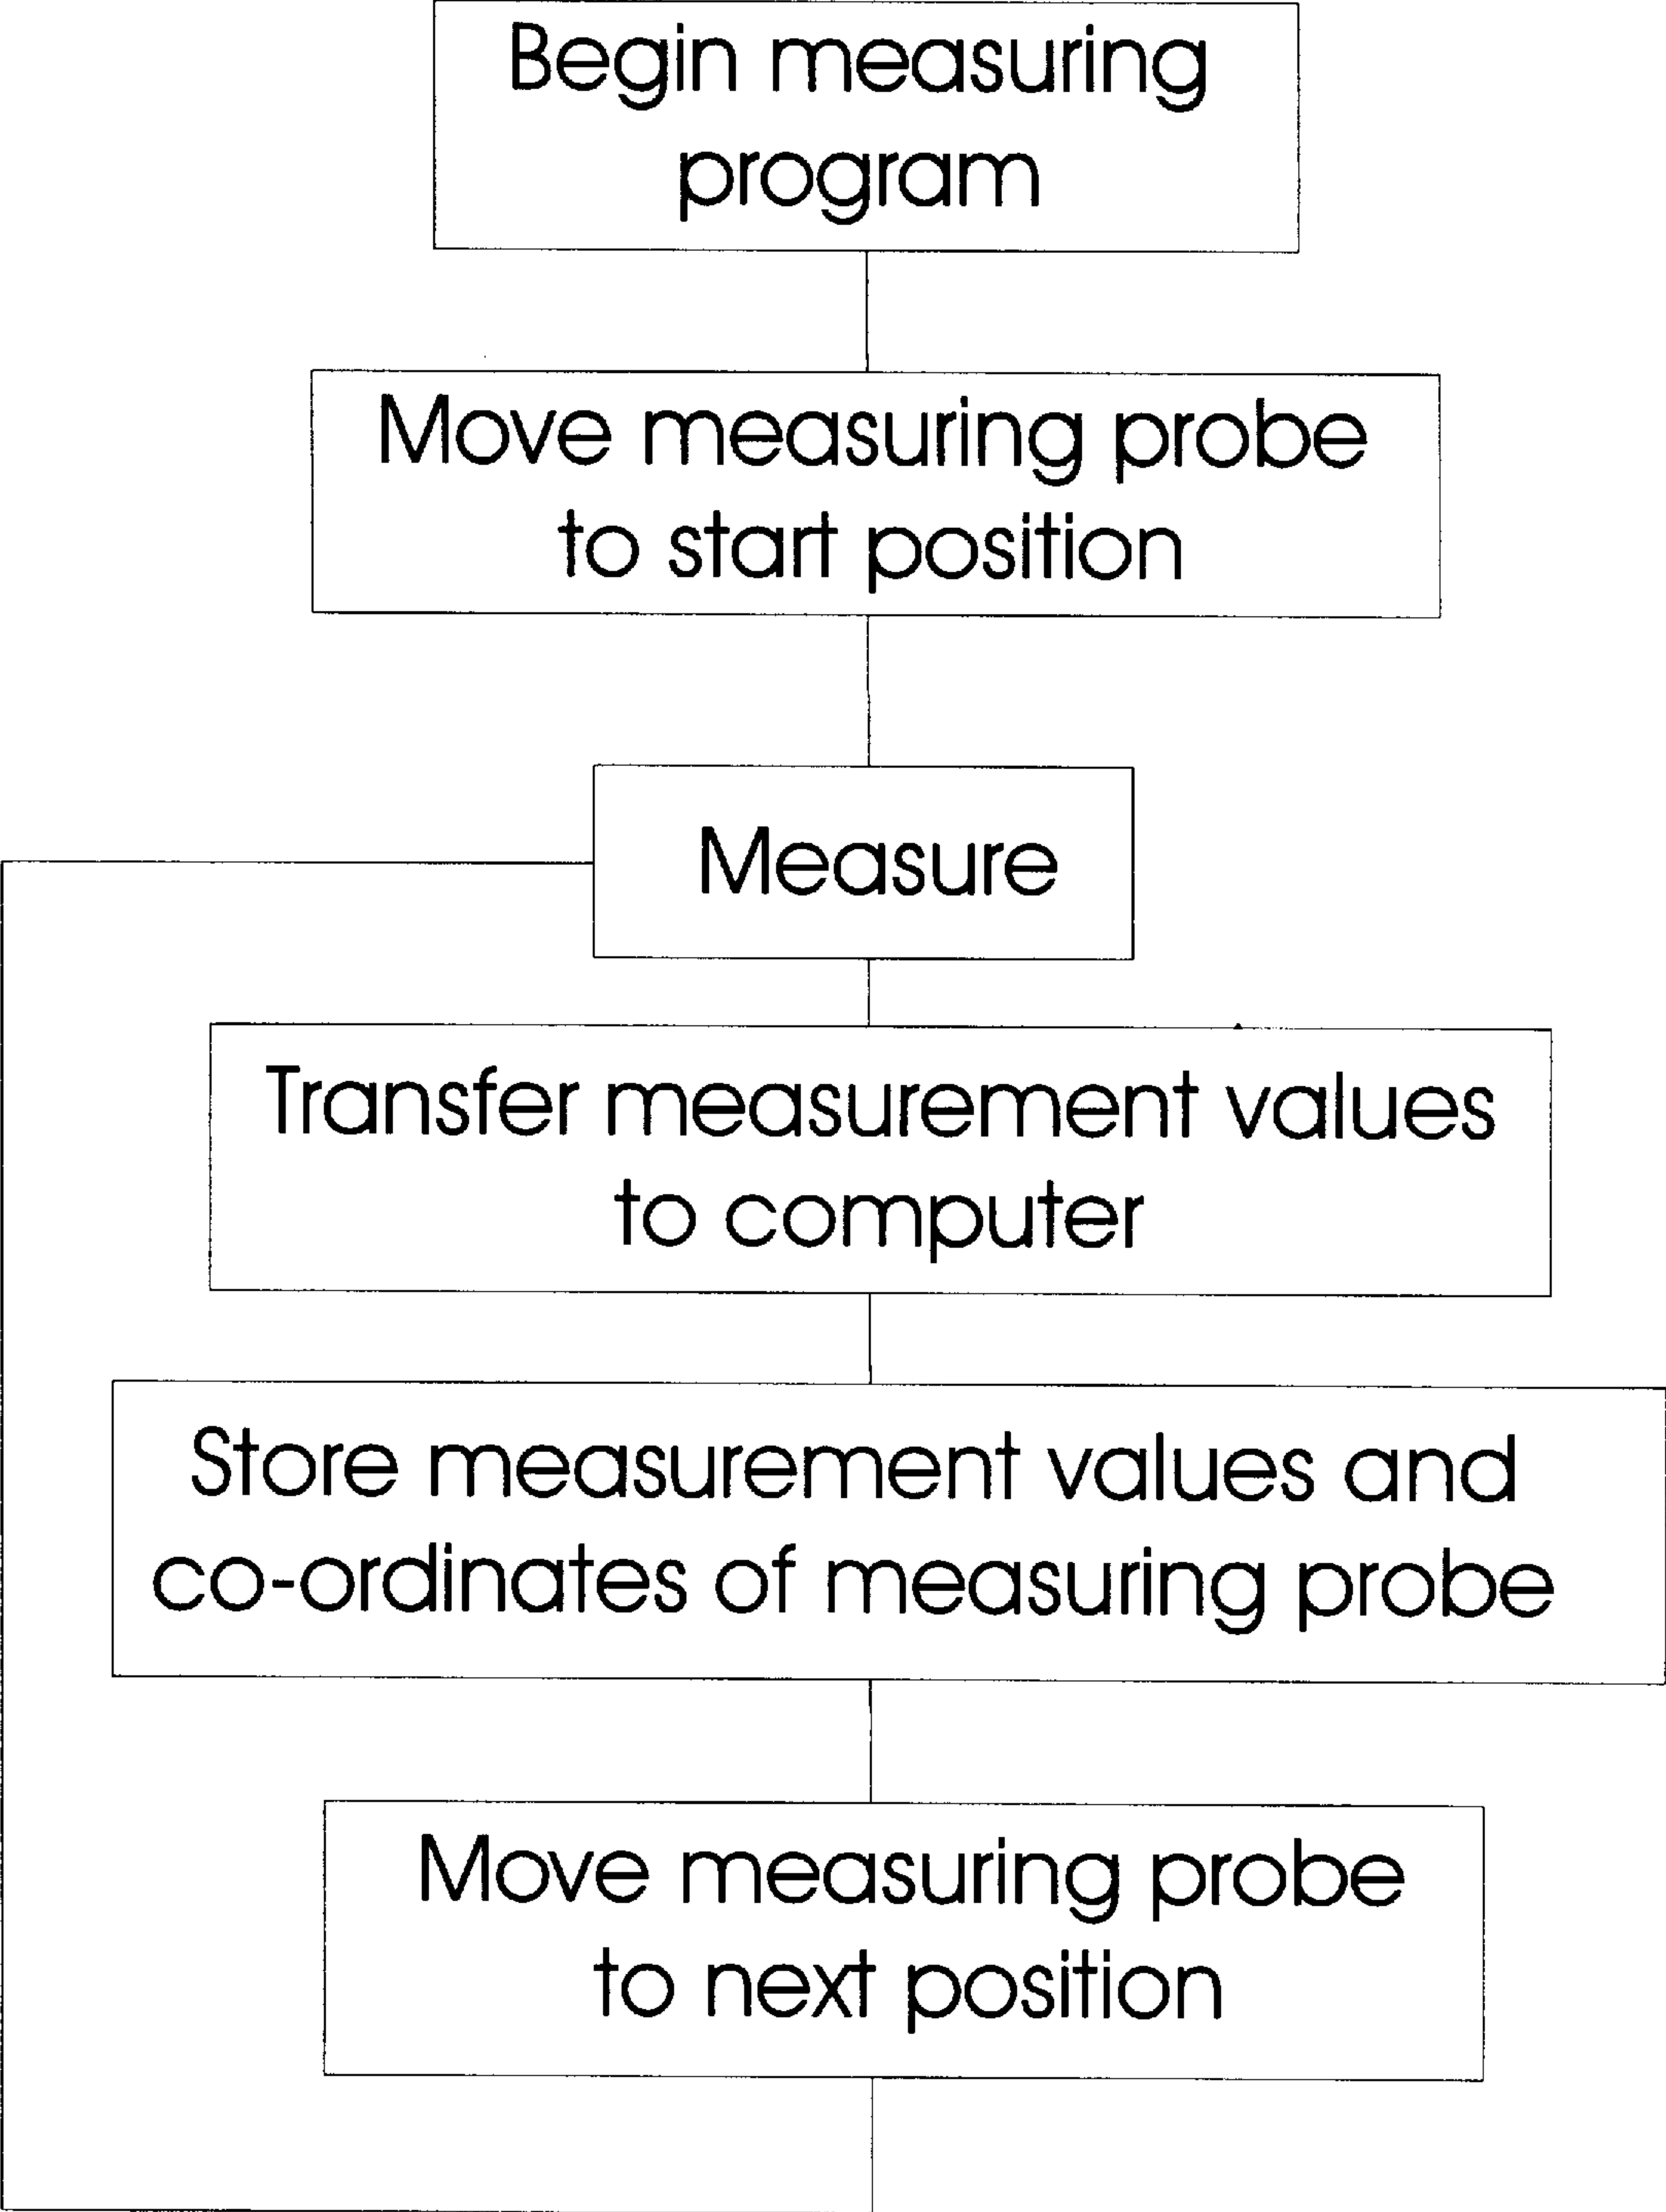 Begin measuring
program
Move measuring probe
to start position
Measure
Transfer measurement values
to computer
Store measurement values and
co-ordinates of measuring probe
Move measuring probe
to next position